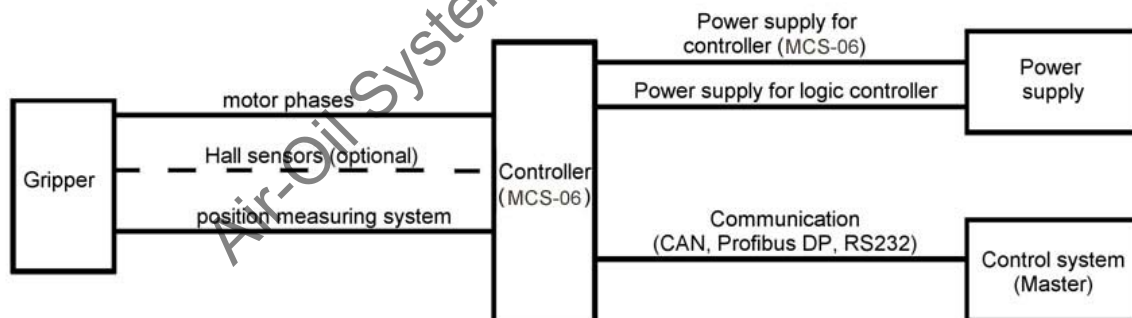 Power supply for
controller (MCS-06)
Power
supply
Power supply for logic controller
motor phases
Hall sensors (optional)
Gripper
Controller
(MCS-06)
position measuring system
Communication
(CAN, Profibus DP, RS232)
Control system
(Master)
Air-Oil System